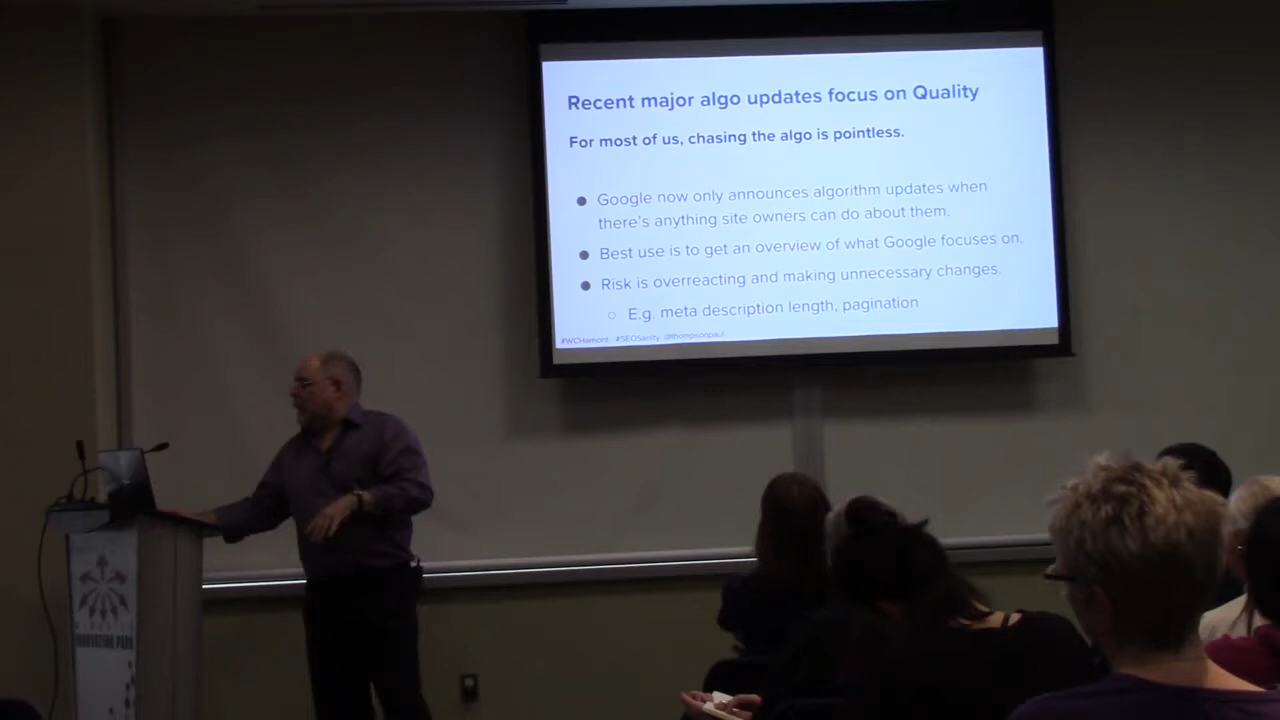 Recent major algo updates focus on Quality
For most of us, chasing the algo is pointless.
● Google now only announces algorithm updates when
there's anything site owners can do about them.
● Best use is to get an overview of what Google focuses on.
● Risk is overreacting and making unnecessary changes.
○ E.g. meta description length, pagination
#WCHamont #SEOSanity @thompsonpaul
INNOVATION PARK